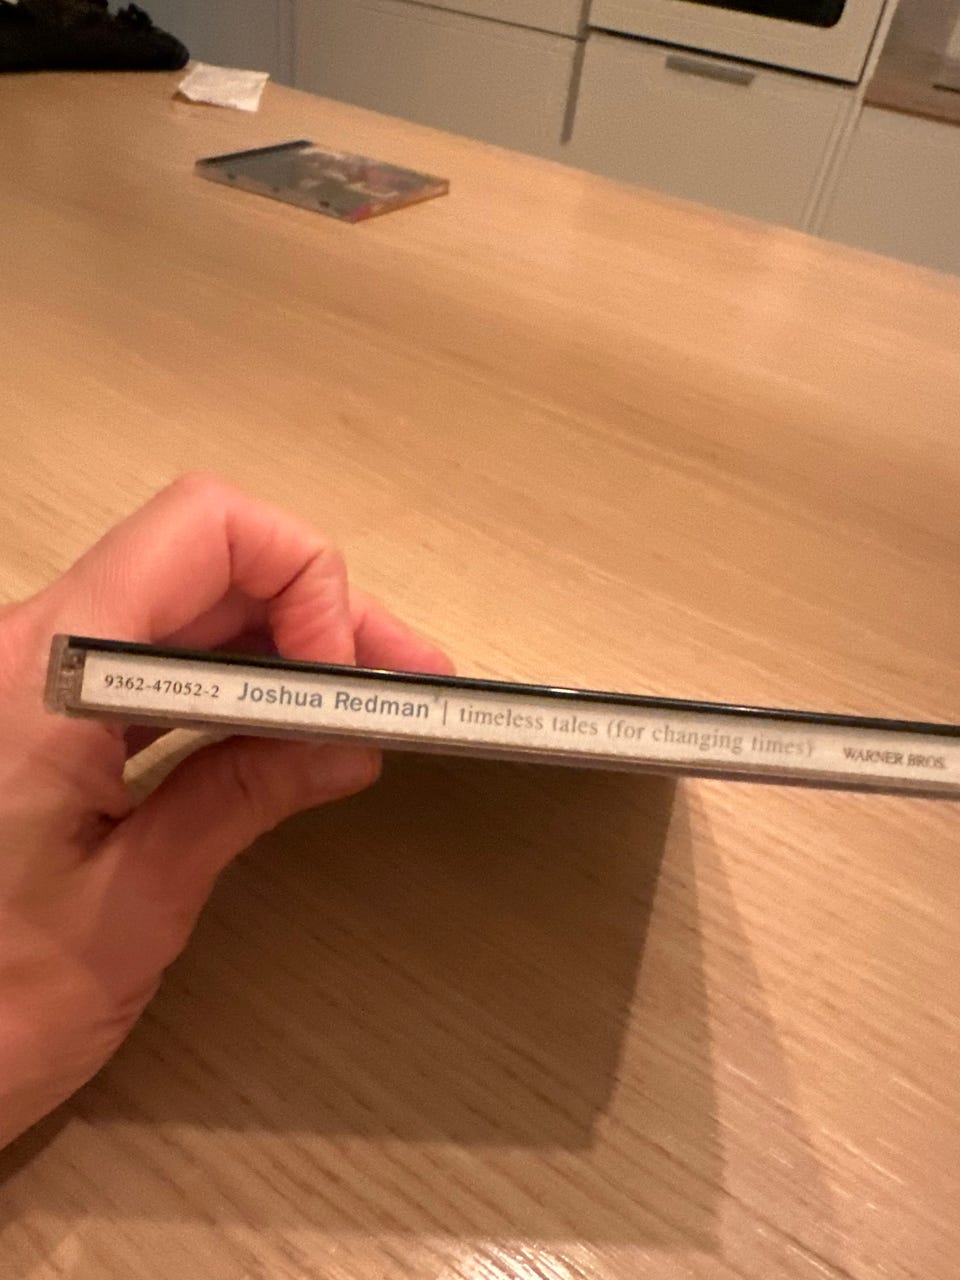 9362-47052-2 Joshua Redman | timeless tales (for changing times) WARNER BROS.